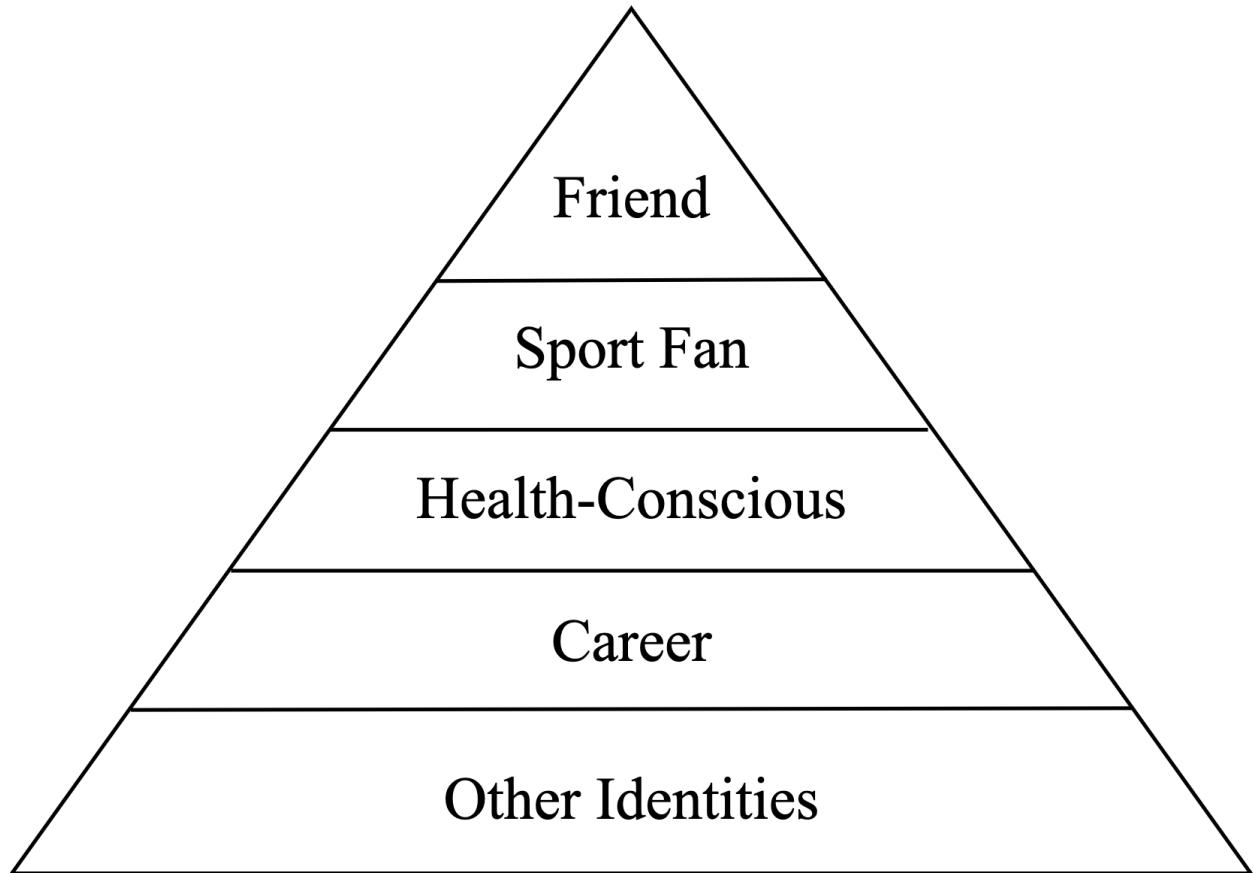 Friend
Sport Fan
Health-Conscious
Career
Other Identities